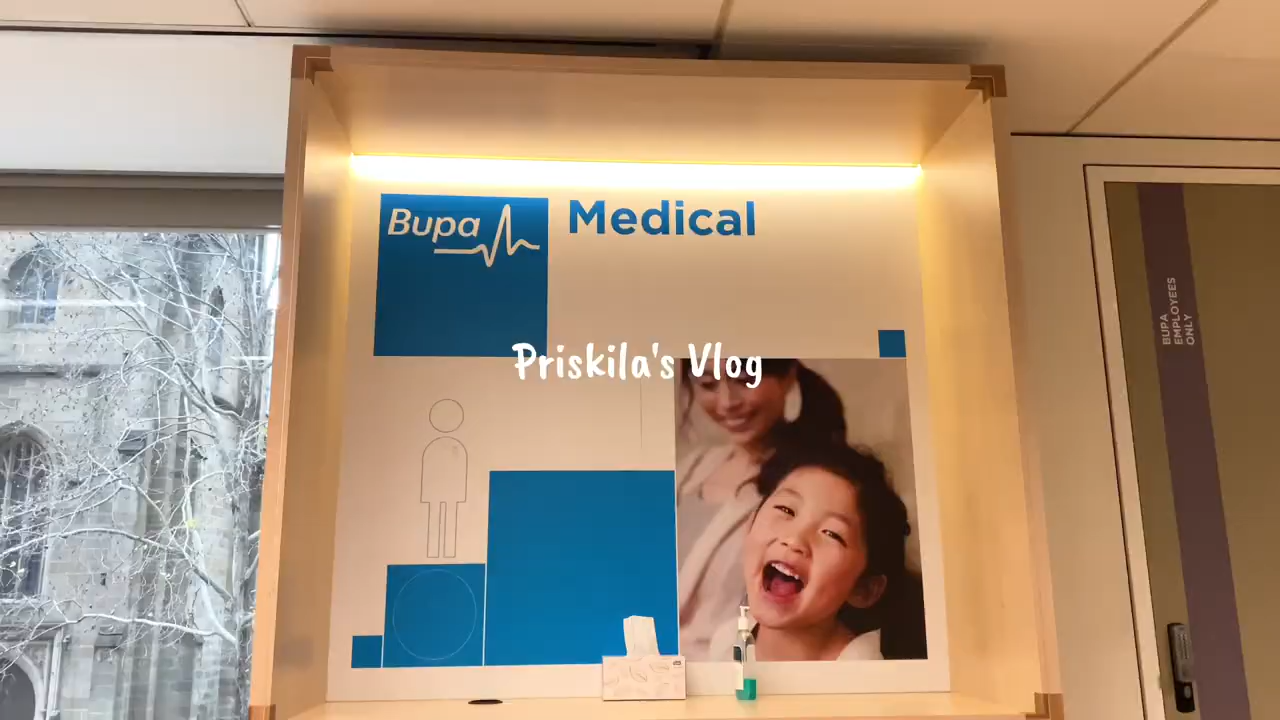 Bupa
Medical
Priskila's Vlog
BUPA
EMPLOYEES
ONLY